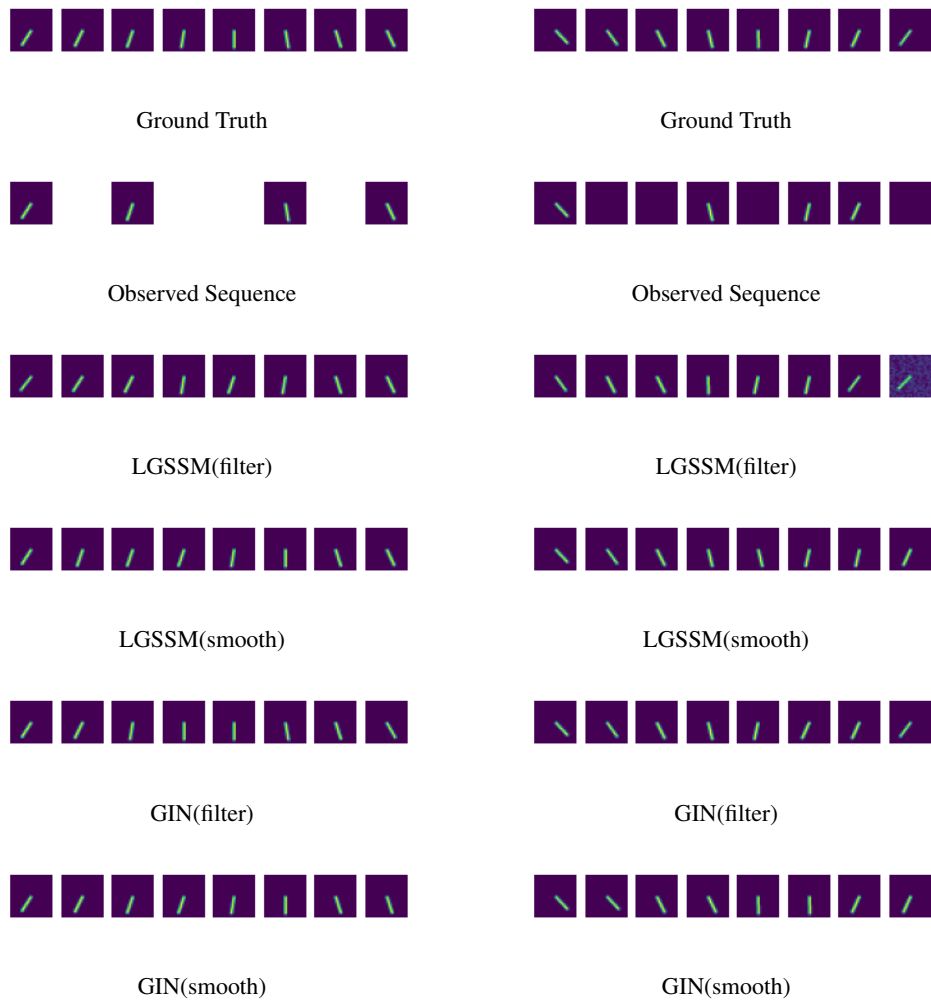 Ground Truth
Ground Truth
Observed Sequence
Observed Sequence
LGSSM(filter)
LGSSM(filter)
LGSSM(smooth)
LGSSM(smooth)
GIN(filter)
GIN(filter)
GIN(smooth)
GIN(smooth)